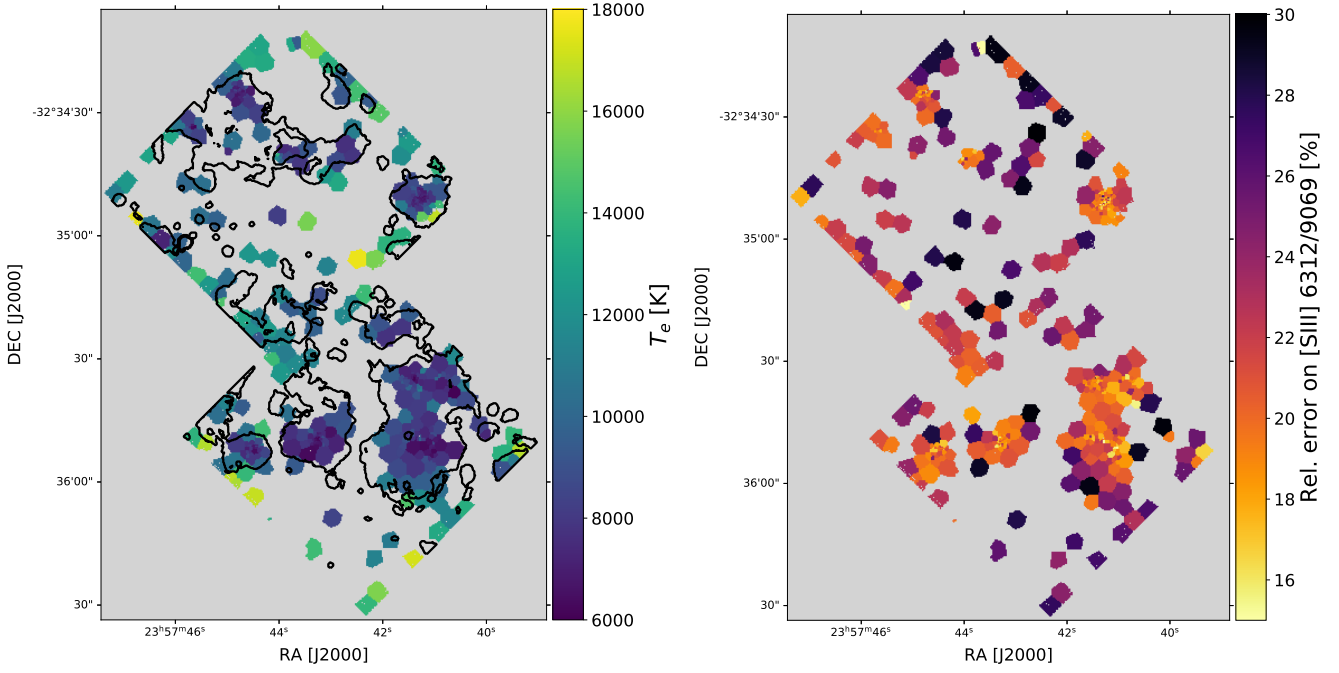 18000
16000
14000
12000
10000
8000
6000
T_e [K]
-32°34'30"
35'00"
30"
36'00"
30"
DEC [J2000]
23ʰ57ᵐ46ˢ
44ˢ
42ˢ
40ˢ
RA [J2000]
30
28
26
24
22
20
18
16
Rel. error on [SIII] 6312/9069 [%]
-32°34'30"
35'00"
30"
36'00"
30"
DEC [J2000]
23ʰ57ᵐ46ˢ
44ˢ
42ˢ
40ˢ
RA [J2000]